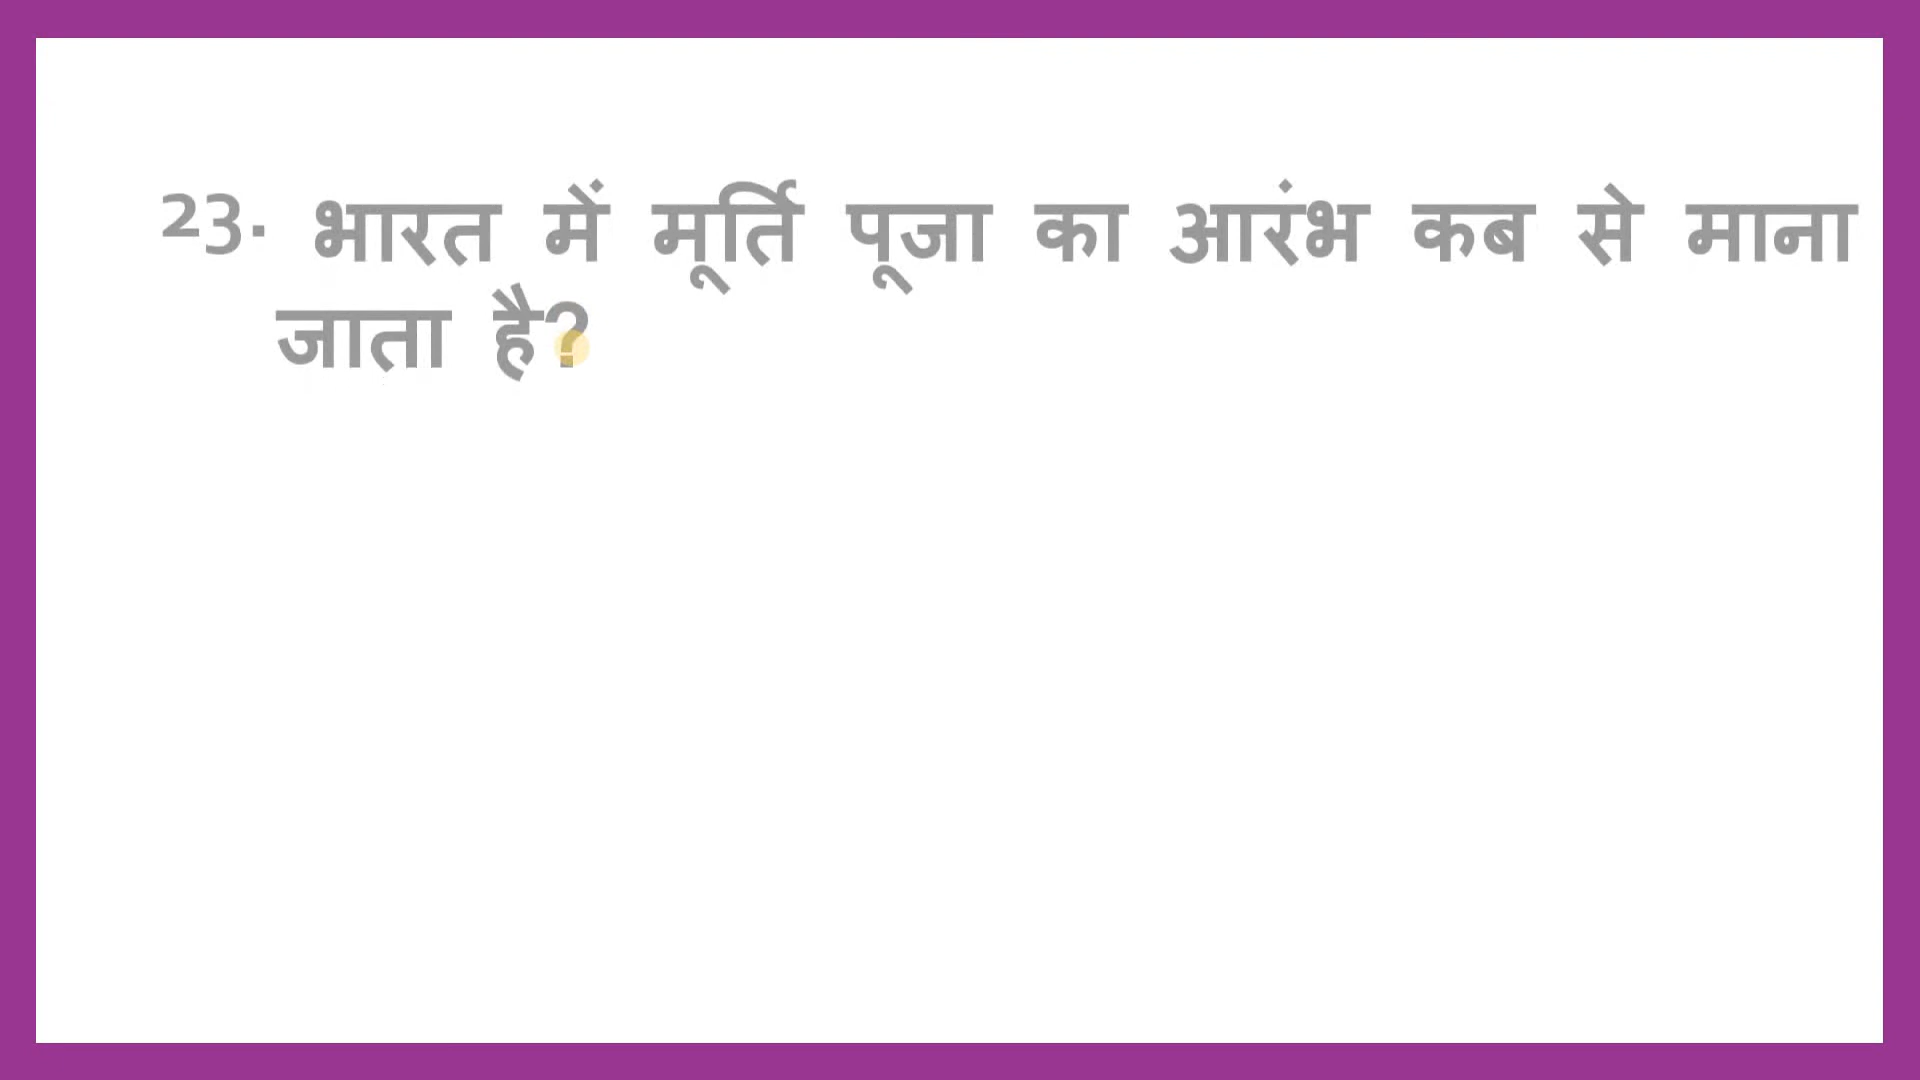 23. भारत में मूर्ति पूजा का आरंभ कब से माना
जाता है?